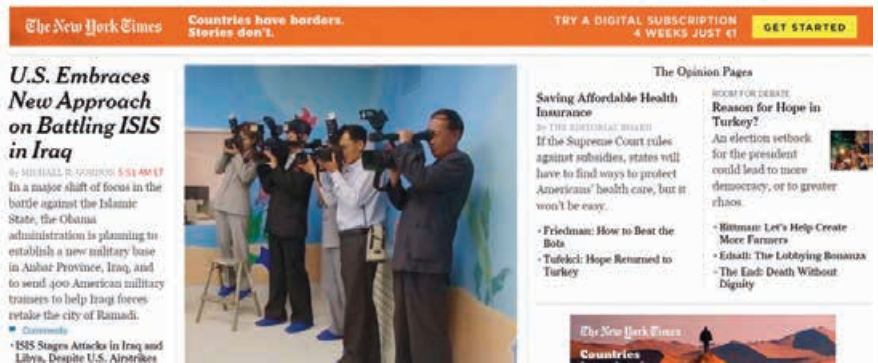 The New York Times
Countries have borders.
Stories don't.
TRY A DIGITAL SUBSCRIPTION
4 WEEKS JUST €1
GET STARTED
U.S. Embraces
New Approach
on Battling ISIS
in Iraq
By MICHAEL R. GORDON 5:51 AM ET
In a major shift of focus in the
battle against the Islamic
State, the Obama
administration is planning to
establish a new military base
in Anbar Province, Iraq, and
to send 400 American military
trainers to help Iraqi forces
retake the city of Ramadi.
Comments
• ISIS Stages Attacks in Iraq and
Libya, Despite U.S. Airstrikes
The Opinion Pages
Saving Affordable Health
Insurance
By THE EDITORIAL BOARD
If the Supreme Court rules
against subsidies, states will
have to find ways to protect
Americans' health care, but it
won't be easy.
• Friedman: How to Beat the
Bots
• Tufekci: Hope Returned to
Turkey
ROOM FOR DEBATE
Reason for Hope in
Turkey?
An election setback
for the president
could lead to more
democracy, or to greater
chaos.
• Bittman: Let's Help Create
More Farmers
• Edsall: The Lobbying Bonanza
• The End: Death Without
Dignity
The New York Times
Countries